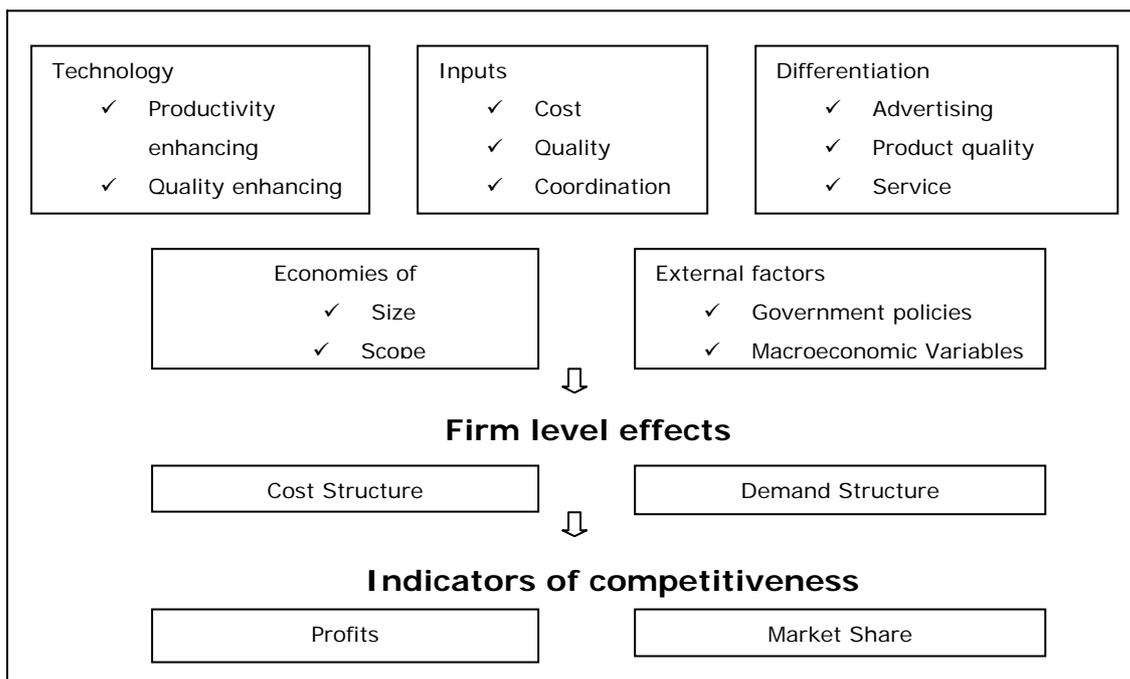 Technology
✓ Productivity
enhancing
✓ Quality enhancing
Inputs
✓ Cost
✓ Quality
✓ Coordination
Differentiation
✓ Advertising
✓ Product quality
✓ Service
Economies of
✓ Size
✓ Scope
External factors
✓ Government policies
✓ Macroeconomic Variables
Firm level effects
Cost Structure
Demand Structure
Indicators of competitiveness
Profits
Market Share